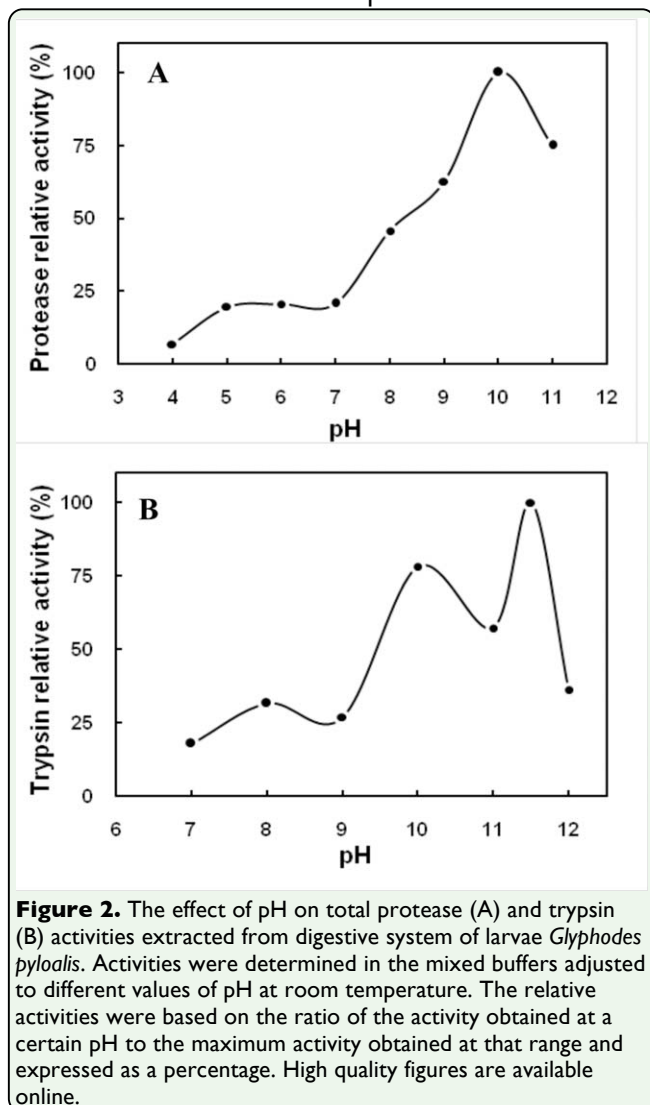 A
Protease relative activity (%)
100
75
50
25
0
3 4 5 6 7 8 9 10 11 12
pH
B
Trypsin relative activity (%)
100
75
50
25
0
6 7 8 9 10 11 12
pH
Figure 2. The effect of pH on total protease (A) and trypsin
(B) activities extracted from digestive system of larvae Glyphodes
pyloalis. Activities were determined in the mixed buffers adjusted
to different values of pH at room temperature. The relative
activities were based on the ratio of the activity obtained at a
certain pH to the maximum activity obtained at that range and
expressed as a percentage. High quality figures are available
online.